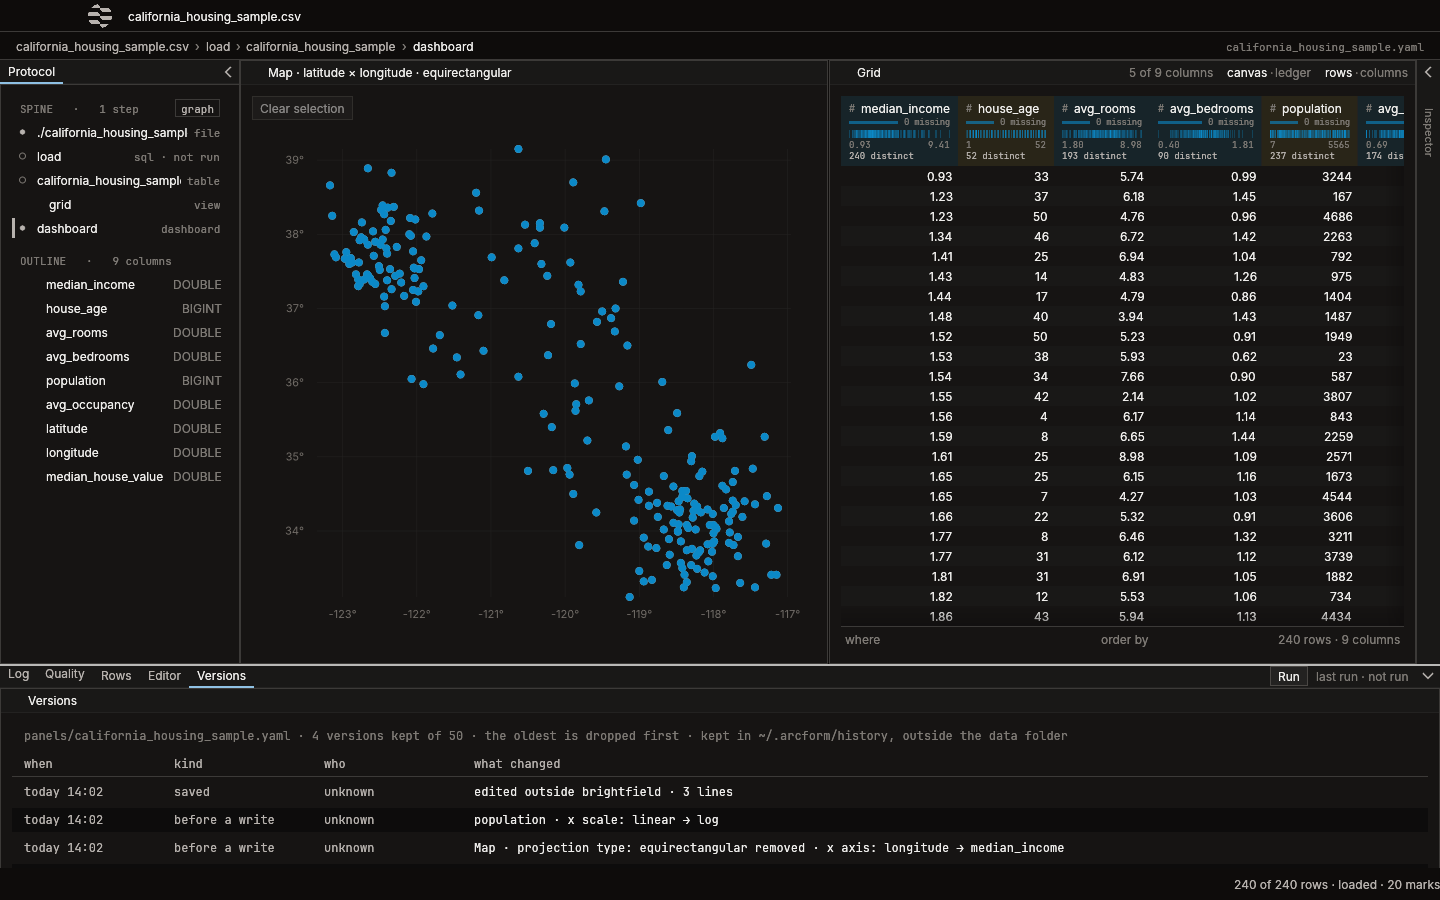 california_housing_sample.csv
california_housing_sample.csv › load › california_housing_sample › dashboard
california_housing_sample.yaml
Protocol
SPINE · 1 step graph
./california_housing_sampl file
load sql · not run
california_housing_sampl table
grid view
dashboard dashboard
OUTLINE · 9 columns
median_income DOUBLE
house_age BIGINT
avg_rooms DOUBLE
avg_bedrooms DOUBLE
population BIGINT
avg_occupancy DOUBLE
latitude DOUBLE
longitude DOUBLE
median_house_value DOUBLE
Map · latitude × longitude · equirectangular
Clear selection
39°
38°
37°
36°
35°
34°
-123° -122° -121° -120° -119° -118° -117°
Grid
5 of 9 columns canvas · ledger rows · columns
# median_income # house_age # avg_rooms # avg_bedrooms # population # avg_
0 missing 0 missing 0 missing 0 missing 0 missing
0.93 9.41 1 52 1.80 8.98 0.40 1.81 7 5565 0.69
240 distinct 52 distinct 193 distinct 90 distinct 237 distinct 174 dis
0.93 33 5.74 0.99 3244
1.23 37 6.18 1.45 167
1.23 50 4.76 0.96 4686
1.34 46 6.72 1.42 2263
1.41 25 6.94 1.04 792
1.43 14 4.83 1.26 975
1.44 17 4.79 0.86 1404
1.48 40 3.94 1.43 1487
1.52 50 5.23 0.91 1949
1.53 38 5.93 0.62 23
1.54 34 7.66 0.90 587
1.55 42 2.14 1.02 3807
1.56 4 6.17 1.14 843
1.59 8 6.65 1.44 2259
1.61 25 8.98 1.09 2571
1.65 25 6.15 1.16 1673
1.65 7 4.27 1.03 4544
1.66 22 5.32 0.91 3606
1.77 8 6.46 1.32 3211
1.77 31 6.12 1.12 3739
1.81 31 6.91 1.05 1882
1.82 12 5.53 1.06 734
1.86 43 5.94 1.13 4434
where order by 240 rows · 9 columns
Inspector
Log Quality Rows Editor Versions
Run last run · not run
Versions
panels/california_housing_sample.yaml · 4 versions kept of 50 · the oldest is dropped first · kept in ~/.arcform/history, outside the data folder
when kind who what changed
today 14:02 saved unknown edited outside brightfield · 3 lines
today 14:02 before a write unknown population · x scale: linear → log
today 14:02 before a write unknown Map · projection type: equirectangular removed · x axis: longitude → median_income
240 of 240 rows · loaded · 20 marks